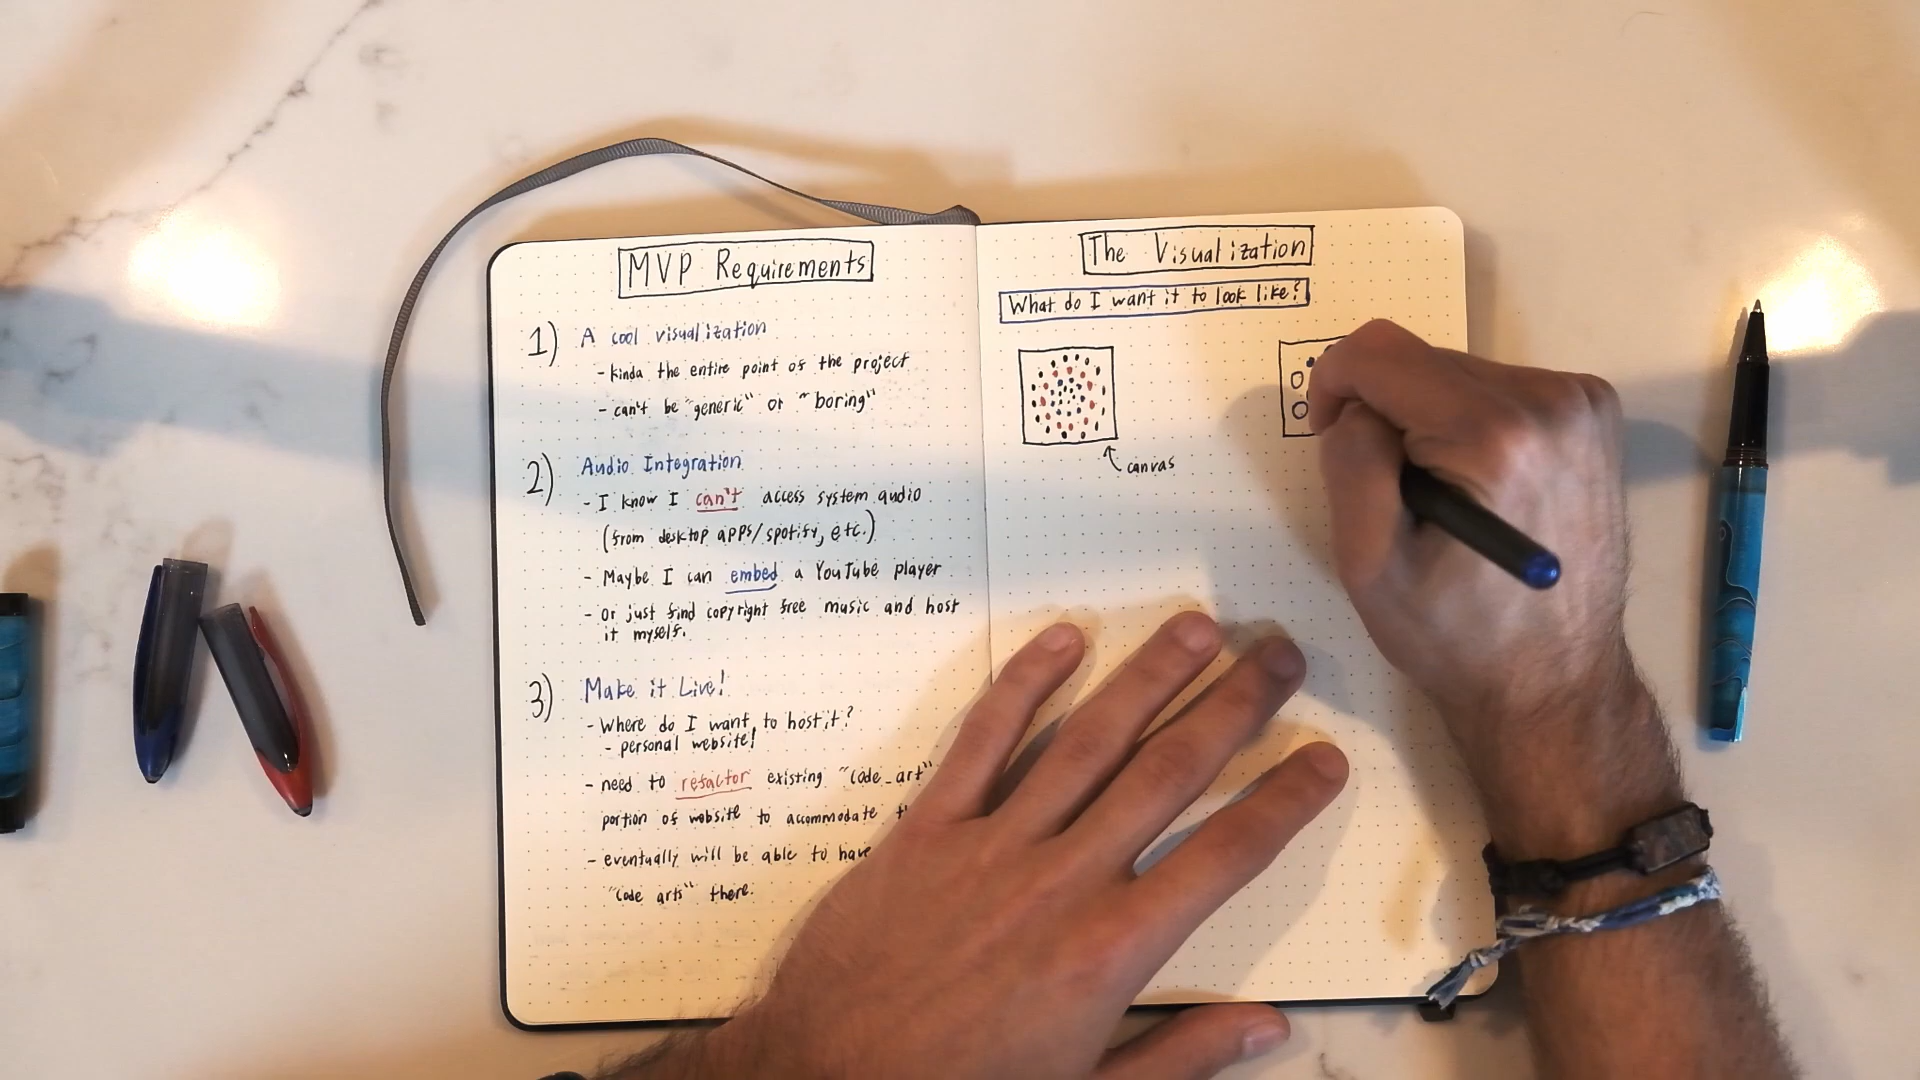 MVP Requirements
1) A cool visualization
- kinda the entire point of the project
- can't be "generic" or "boring"
2) Audio Integration
- I know I can't access system audio
(from desktop apps/spotify, etc.)
- Maybe I can embed a YouTube player
- Or just find copyright free music and host
it myself.
3) Make it Live!
- Where do I want to host it?
- personal website!
- need to refactor existing "code_art"
portion of website to accommodate
- eventually will be able to have
"code arts" there.
The Visualization
What do I want it to look like?
canvas